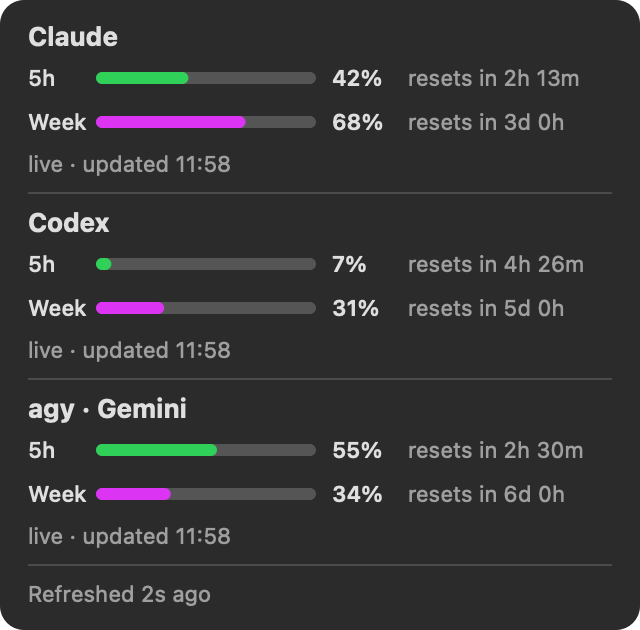 Claude
5h 42% resets in 2h 13m
Week 68% resets in 3d 0h
live · updated 11:58
Codex
5h 7% resets in 4h 26m
Week 31% resets in 5d 0h
live · updated 11:58
agy · Gemini
5h 55% resets in 2h 30m
Week 34% resets in 6d 0h
live · updated 11:58
Refreshed 2s ago